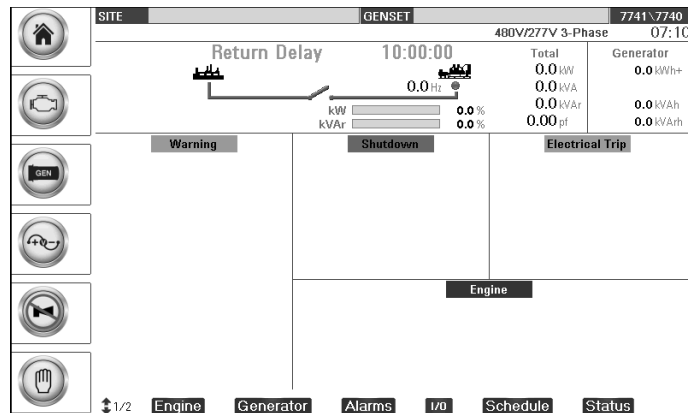 SITE GENSET 7741\7740
480V/277V 3-Phase 07:10
Return Delay 10:00:00 Total Generator
0.0 kW 0.0 kWh+
0.0 Hz 0.0 kVA
0.0 kVAr 0.0 kVAh
kW 0.0 % 0.00 pf 0.0 kVArh
kVAr 0.0 %
Warning Shutdown Electrical Trip
GEN
Engine
1/2 Engine Generator Alarms I/O Schedule Status